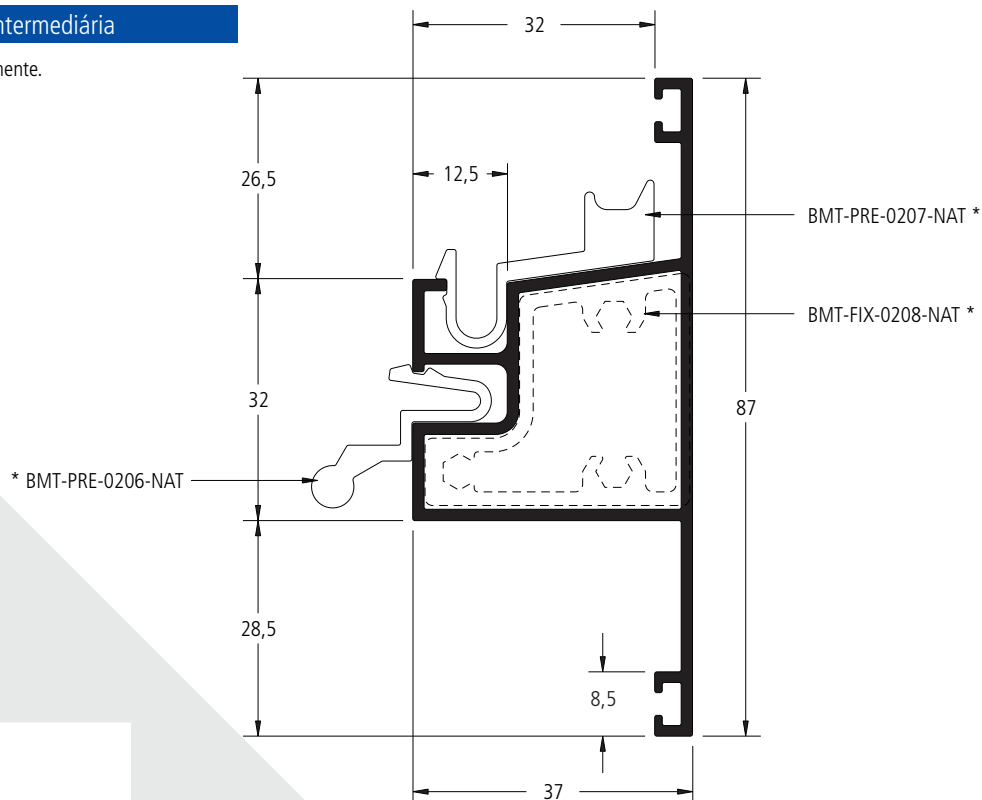 ntermediária
nente.
32
26,5
12,5
BMT-PRE-0207-NAT *
BMT-FIX-0208-NAT *
32
87
* BMT-PRE-0206-NAT
28,5
8,5
37